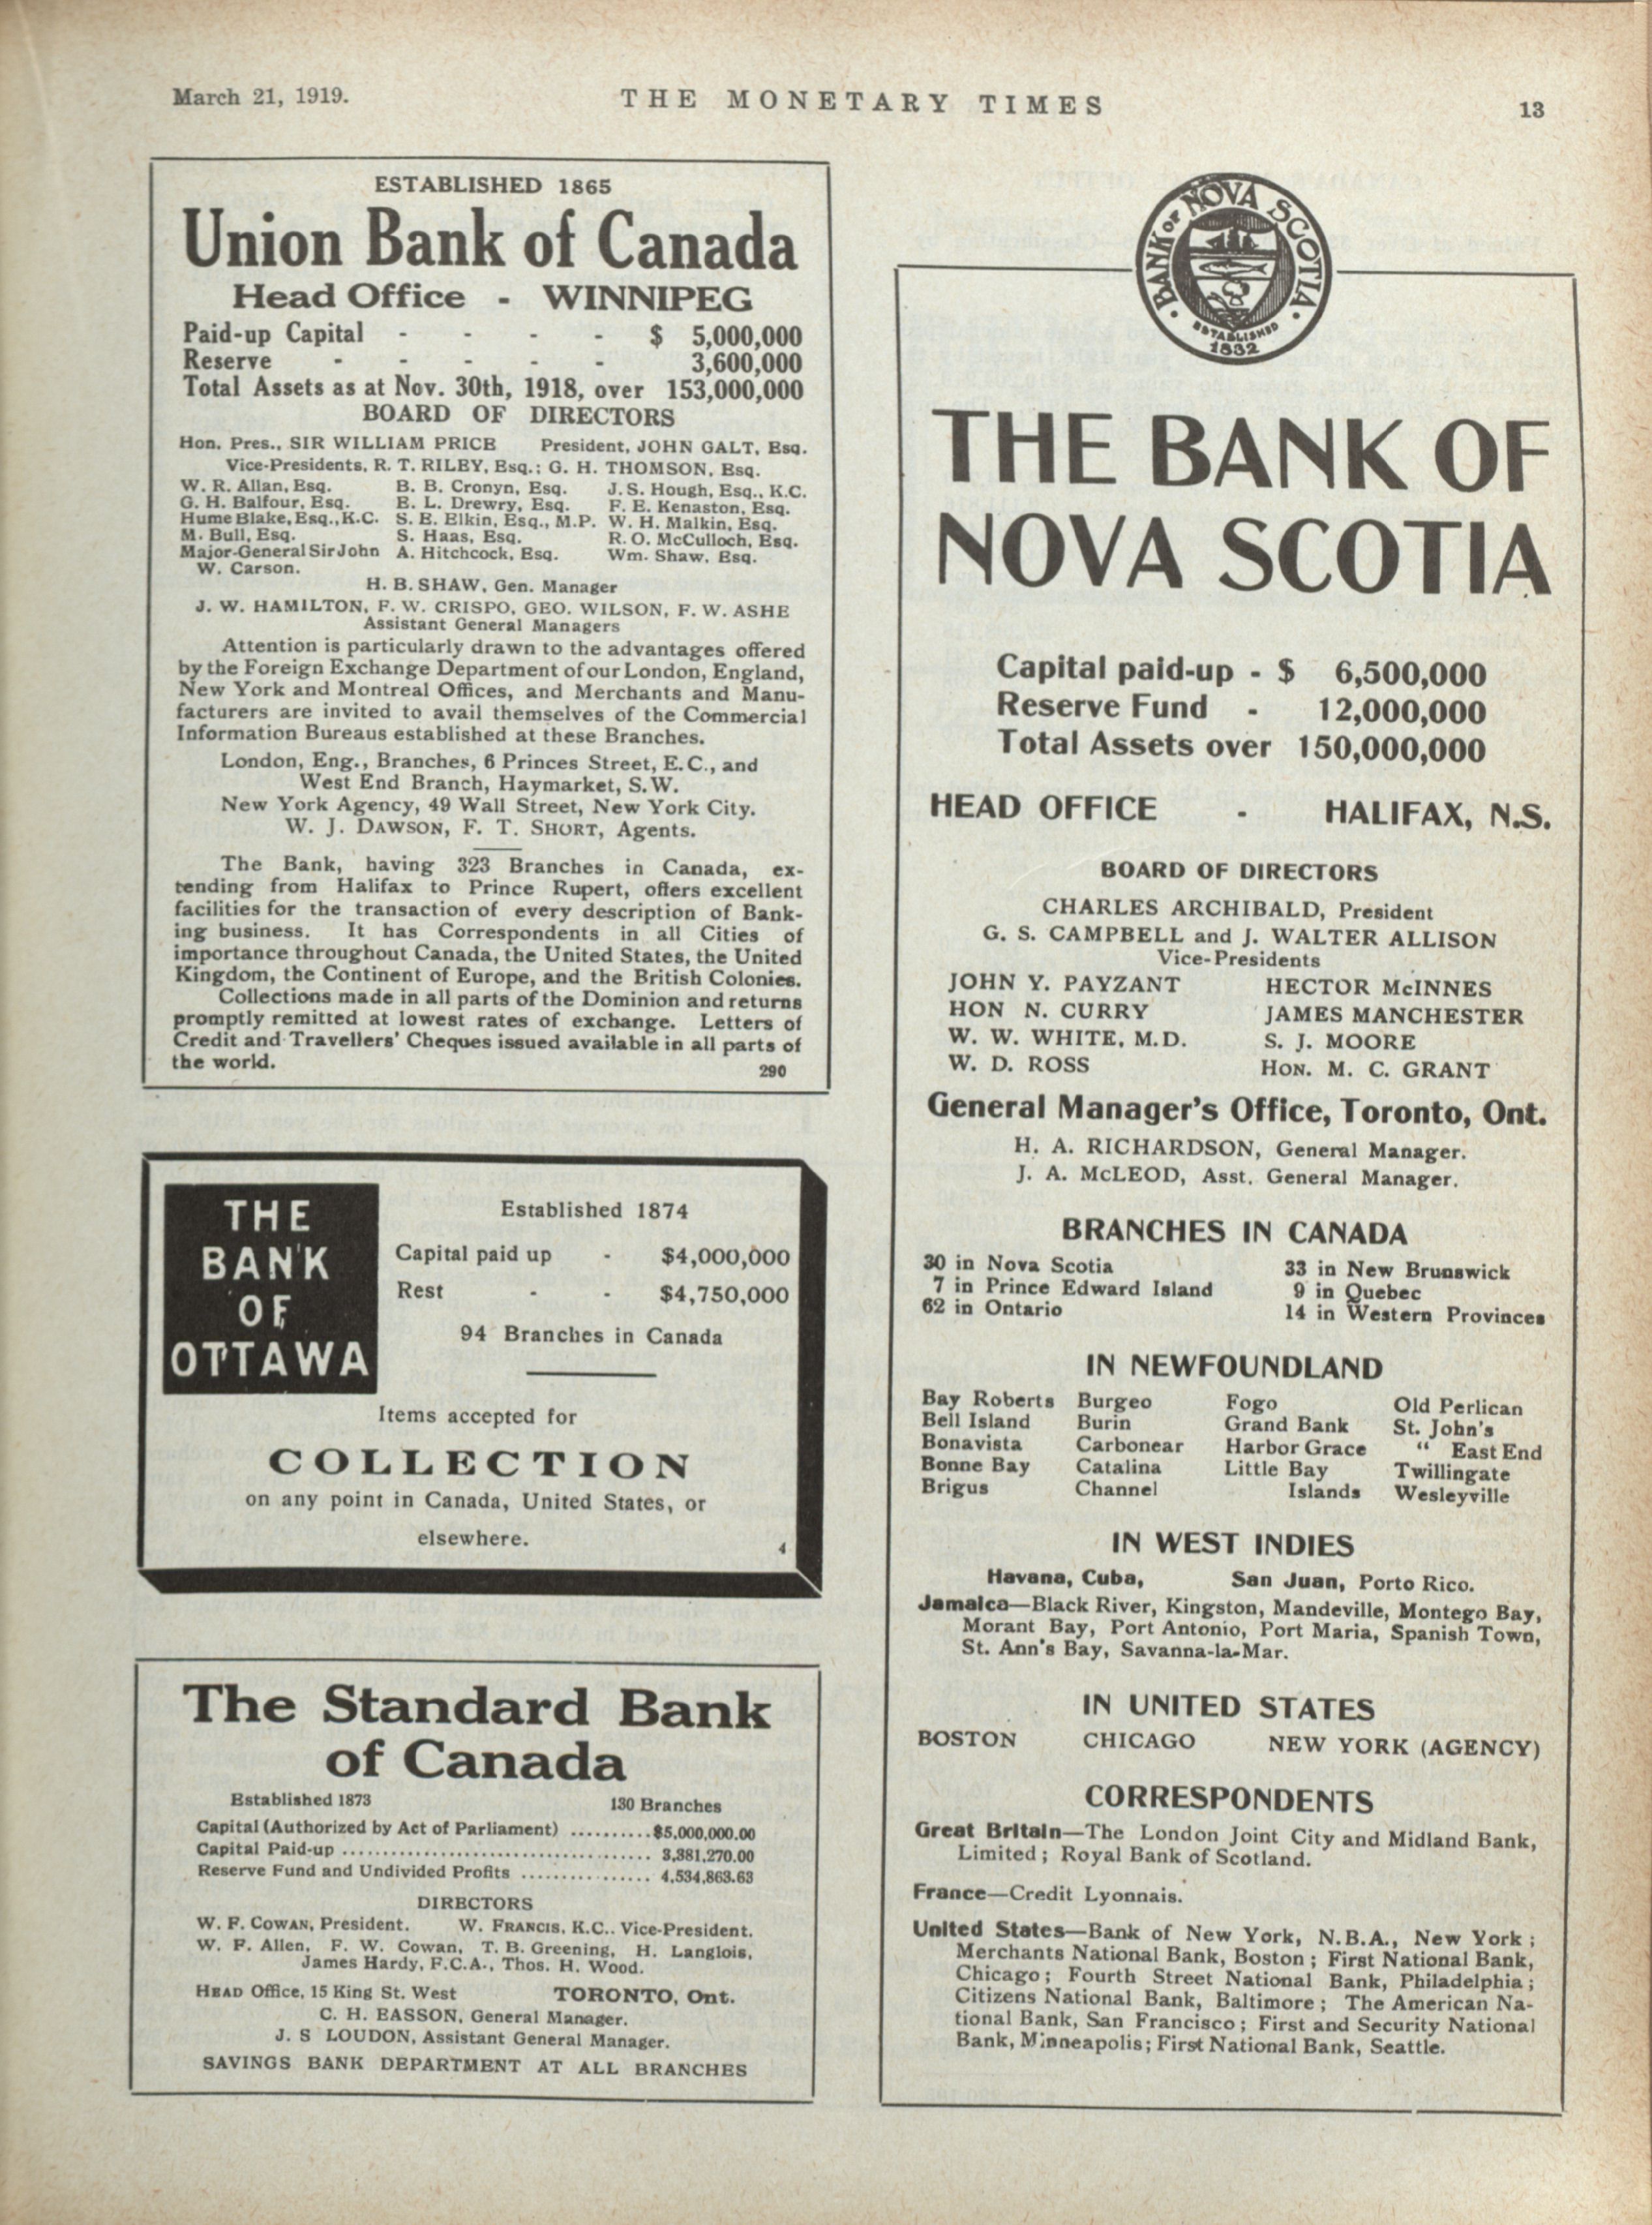 March 21, 1919.
THE MONETARY TIMES
13
ESTABLISHED 1865
Union Bank of Canada
Head Office - WINNIPEG
Paid-up Capital - - - - $ 5,000,000
Reserve - - - - - 3,600,000
Total Assets as at Nov. 30th, 1918, over 153,000,000
BOARD OF DIRECTORS
Hon. Pres., SIR WILLIAM PRICE President, JOHN GALT, Esq.
Vice-Presidents, R. T. RILEY, Esq.; G. H. THOMSON, Esq.
W. R. Allan, Esq. B. B. Cronyn, Esq. J. S. Hough, Esq., K.C.
G. H. Balfour, Esq. E. L. Drewry, Esq. F. E. Kenaston, Esq.
Hume Blake, Esq., K.C. S. E. Elkin, Esq., M.P. W. H. Malkin, Esq.
M. Bull, Esq. S. Haas, Esq. R. O. McCulloch, Esq.
Major-General Sir John A. Hitchcock, Esq. Wm. Shaw, Esq.
W. Carson.
H. B. SHAW, Gen. Manager
J. W. HAMILTON, F. W. CRISPO, GEO. WILSON, F. W. ASHE
Assistant General Managers
Attention is particularly drawn to the advantages offered
by the Foreign Exchange Department of our London, England,
New York and Montreal Offices, and Merchants and Manu-
facturers are invited to avail themselves of the Commercial
Information Bureaus established at these Branches.
London, Eng., Branches, 6 Princes Street, E.C., and
West End Branch, Haymarket, S.W.
New York Agency, 49 Wall Street, New York City.
W. J. DAWSON, F. T. SHORT, Agents.
The Bank, having 323 Branches in Canada, ex-
tending from Halifax to Prince Rupert, offers excellent
facilities for the transaction of every description of Bank-
ing business. It has Correspondents in all Cities of
importance throughout Canada, the United States, the United
Kingdom, the Continent of Europe, and the British Colonies.
Collections made in all parts of the Dominion and returns
promptly remitted at lowest rates of exchange. Letters of
Credit and Travellers' Cheques issued available in all parts of
the world.
290
THE
BANK
OF
OTTAWA
Established 1874
Capital paid up - $4,000,000
Rest - - $4,750,000
94 Branches in Canada
Items accepted for
COLLECTION
on any point in Canada, United States, or
elsewhere.
4
The Standard Bank
of Canada
Established 1873 130 Branches
Capital (Authorized by Act of Parliament) ..........$5,000,000.00
Capital Paid-up ...................................... 3,381,270.00
Reserve Fund and Undivided Profits ................ 4,534,863.63
DIRECTORS
W. F. COWAN, President. W. FRANCIS, K.C., Vice-President.
W. F. Allen, F. W. Cowan, T. B. Greening, H. Langlois,
James Hardy, F.C.A., Thos. H. Wood.
HEAD Office, 15 King St. West TORONTO, Ont.
C. H. EASSON, General Manager.
J. S LOUDON, Assistant General Manager.
SAVINGS BANK DEPARTMENT AT ALL BRANCHES
BANK OF NOVA SCOTIA
ESTABLISHED
1832
THE BANK OF
NOVA SCOTIA
Capital paid-up - $ 6,500,000
Reserve Fund - 12,000,000
Total Assets over 150,000,000
HEAD OFFICE - HALIFAX, N.S.
BOARD OF DIRECTORS
CHARLES ARCHIBALD, President
G. S. CAMPBELL and J. WALTER ALLISON
Vice-Presidents
JOHN Y. PAYZANT HECTOR McINNES
HON N. CURRY JAMES MANCHESTER
W. W. WHITE, M.D. S. J. MOORE
W. D. ROSS HON. M. C. GRANT
General Manager's Office, Toronto, Ont.
H. A. RICHARDSON, General Manager.
J. A. McLEOD, Asst. General Manager.
BRANCHES IN CANADA
30 in Nova Scotia 33 in New Brunswick
7 in Prince Edward Island 9 in Quebec
62 in Ontario 14 in Western Provinces
IN NEWFOUNDLAND
Bay Roberts Burgeo Fogo Old Perlican
Bell Island Burin Grand Bank St. John's
Bonavista Carbonear Harbor Grace " East End
Bonne Bay Catalina Little Bay Twillingate
Brigus Channel Islands Wesleyville
IN WEST INDIES
Havana, Cuba, San Juan, Porto Rico.
Jamaica—Black River, Kingston, Mandeville, Montego Bay,
Morant Bay, Port Antonio, Port Maria, Spanish Town,
St. Ann's Bay, Savanna-la-Mar.
IN UNITED STATES
BOSTON CHICAGO NEW YORK (AGENCY)
CORRESPONDENTS
Great Britain—The London Joint City and Midland Bank,
Limited; Royal Bank of Scotland.
France—Credit Lyonnais.
United States—Bank of New York, N.B.A., New York;
Merchants National Bank, Boston; First National Bank,
Chicago; Fourth Street National Bank, Philadelphia;
Citizens National Bank, Baltimore; The American Na-
tional Bank, San Francisco; First and Security National
Bank, Minneapolis; First National Bank, Seattle.